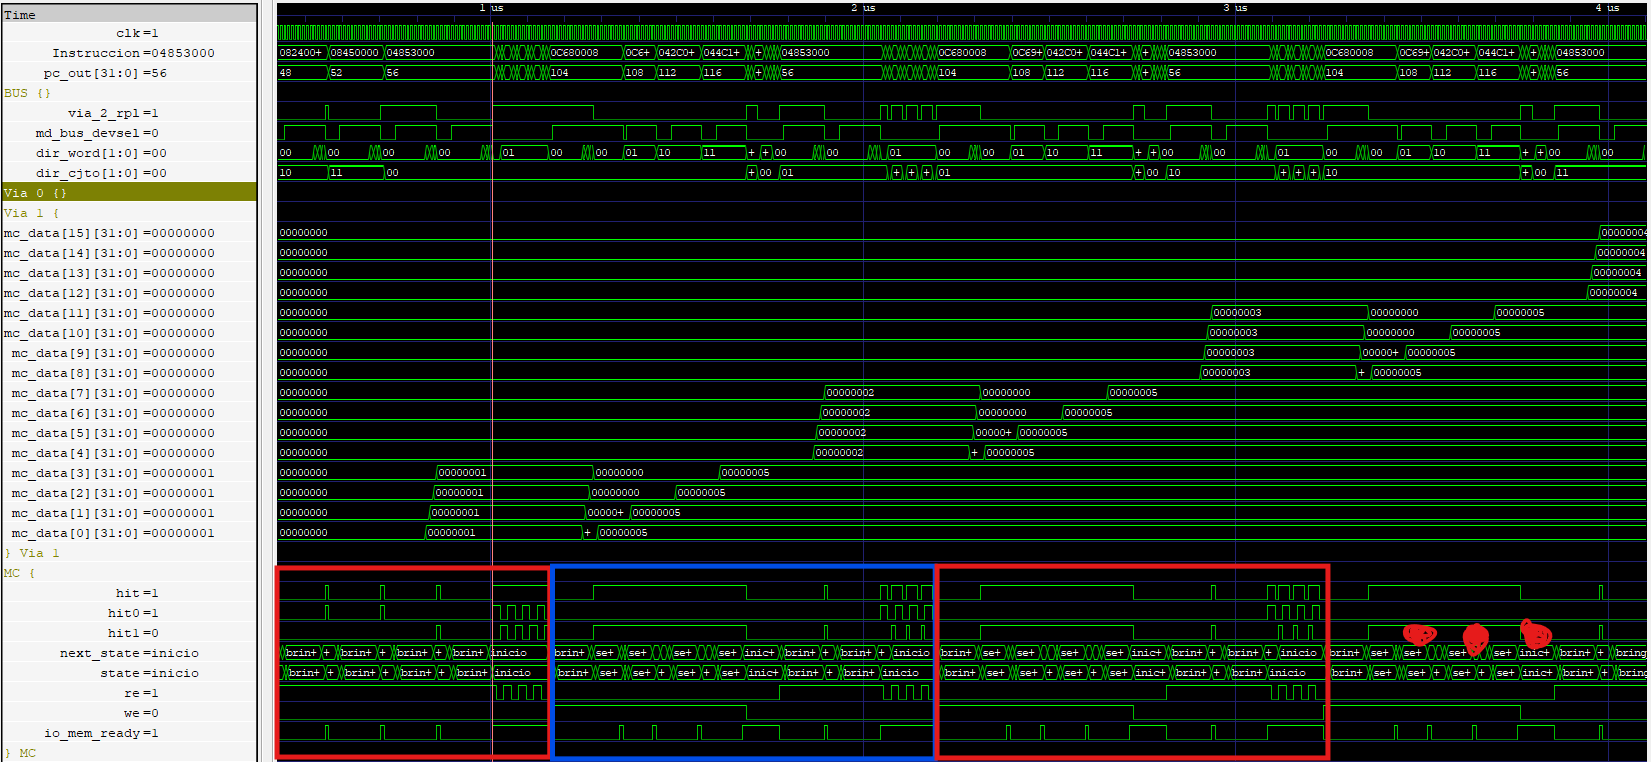 Time
1 us 2 us 3 us 4 us
clk=1
Instruccion=04853000 082400+ 08450000 04853000 0C680008 0C6+ 042C0+ 044C1+ + 04853000 0C680008 0C69+ 042C0+ 044C1+ + 04853000 0C680008 0C69+ 042C0+ 044C1+ + 04853000
pc_out[31:0]=56 48 52 56 104 108 112 116 + 56 104 108 112 116 + 56 104 108 112 116 + 56
BUS {}
via_2_rpl=1
md_bus_devsel=0
dir_word[1:0]=00 00 00 00 00 01 00 00 01 10 11 + + 00 00 01 00 00 01 10 11 + + 00 00 01 00 00 01 10 11 + + 00 00
dir_cjto[1:0]=00 10 11 00 + 00 01 + + + 01 + 00 10 + + + 10 + 00 11
Via 0 {}
Via 1 {
mc_data[15][31:0]=00000000 00000000 00000004
mc_data[14][31:0]=00000000 00000000 00000004
mc_data[13][31:0]=00000000 00000000 00000004
mc_data[12][31:0]=00000000 00000000 00000004
mc_data[11][31:0]=00000000 00000000 00000003 00000000 00000005
mc_data[10][31:0]=00000000 00000000 00000003 00000000 00000005
mc_data[9][31:0]=00000000 00000000 00000003 00000+ 00000005
mc_data[8][31:0]=00000000 00000000 00000003 + 00000005
mc_data[7][31:0]=00000000 00000000 00000002 00000000 00000005
mc_data[6][31:0]=00000000 00000000 00000002 00000000 00000005
mc_data[5][31:0]=00000000 00000000 00000002 00000+ 00000005
mc_data[4][31:0]=00000000 00000000 00000002 + 00000005
mc_data[3][31:0]=00000001 00000000 00000001 00000000 00000005
mc_data[2][31:0]=00000001 00000000 00000001 00000000 00000005
mc_data[1][31:0]=00000001 00000000 00000001 00000+ 00000005
mc_data[0][31:0]=00000001 00000000 00000001 + 00000005
} Via 1
MC {
hit=1
hit0=1
hit1=0
next_state=inicio brin+ + brin+ + brin+ + brin+ inicio brin+ se+ se+ se+ se+ inic+ brin+ + brin+ + inicio brin+ se+ se+ se+ se+ inic+ brin+ + brin+ inicio brin+ se+ se+ se+ se+ inic+ brin+ + bring
state=inicio brin+ + brin+ + brin+ + brin+ inicio brin+ se+ se+ se+ se+ inic+ brin+ + brin+ + inicio brin+ se+ se+ se+ se+ inic+ brin+ + brin+ inicio brin+ se+ se+ se+ se+ inic+ brin+ + brin
re=1
we=0
io_mem_ready=1
} MC